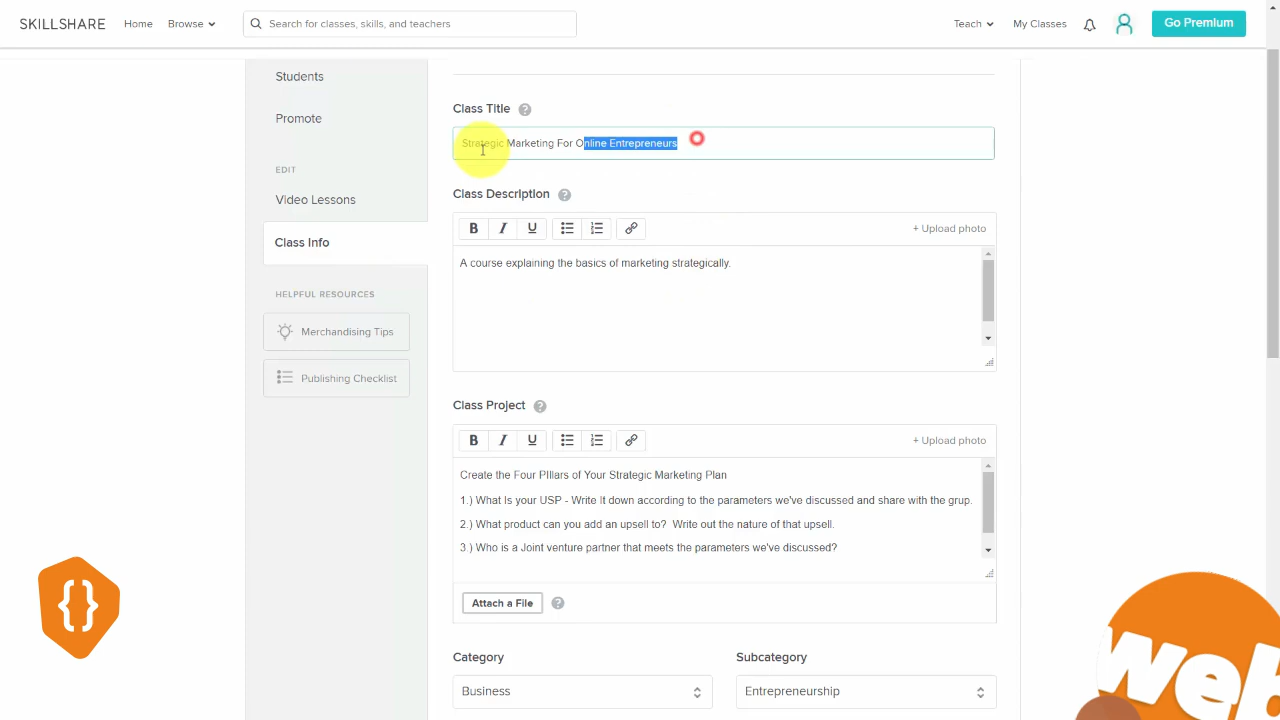 SKILLSHARE Home Browse Search for classes, skills, and teachers Teach My Classes Go Premium
Students
Promote
EDIT
Video Lessons
Class Info
HELPFUL RESOURCES
Merchandising Tips
Publishing Checklist
Class Title ?
Strategic Marketing For Online Entrepreneurs
Class Description ?
B I U + Upload photo
A course explaining the basics of marketing strategically.
Class Project ?
B I U + Upload photo
Create the Four PIllars of Your Strategic Marketing Plan
1.) What Is your USP - Write It down according to the parameters we've discussed and share with the grup.
2.) What product can you add an upsell to? Write out the nature of that upsell.
3.) Who is a Joint venture partner that meets the parameters we've discussed?
Attach a File ?
Category Subcategory
Business Entrepreneurship
{}
Web